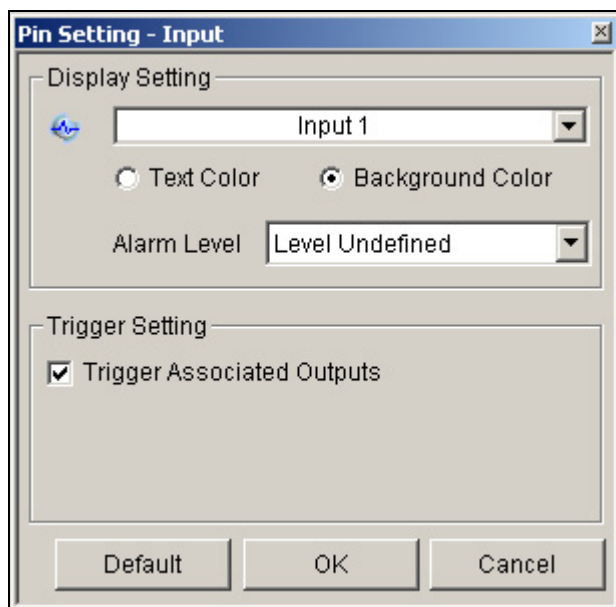 Pin Setting - Input
Display Setting
Input 1
Text Color Background Color
Alarm Level Level Undefined
Trigger Setting
Trigger Associated Outputs
Default OK Cancel